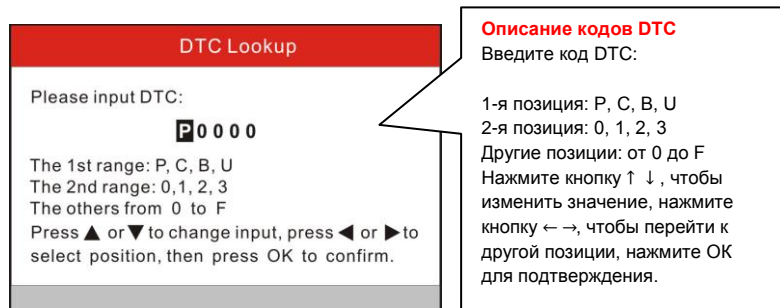 DTC Lookup
Please input DTC:
P0000
The 1st range: P, C, B, U
The 2nd range: 0,1, 2, 3
The others from 0 to F
Press ▲ or ▼ to change input, press ◀ or ▶ to
select position, then press OK to confirm.
Описание кодов DTC
Введите код DTC:
1-я позиция: P, C, B, U
2-я позиция: 0, 1, 2, 3
Другие позиции: от 0 до F
Нажмите кнопку ↑ ↓ , чтобы
изменить значение, нажмите
кнопку ← →, чтобы перейти к
другой позиции, нажмите ОК
для подтверждения.